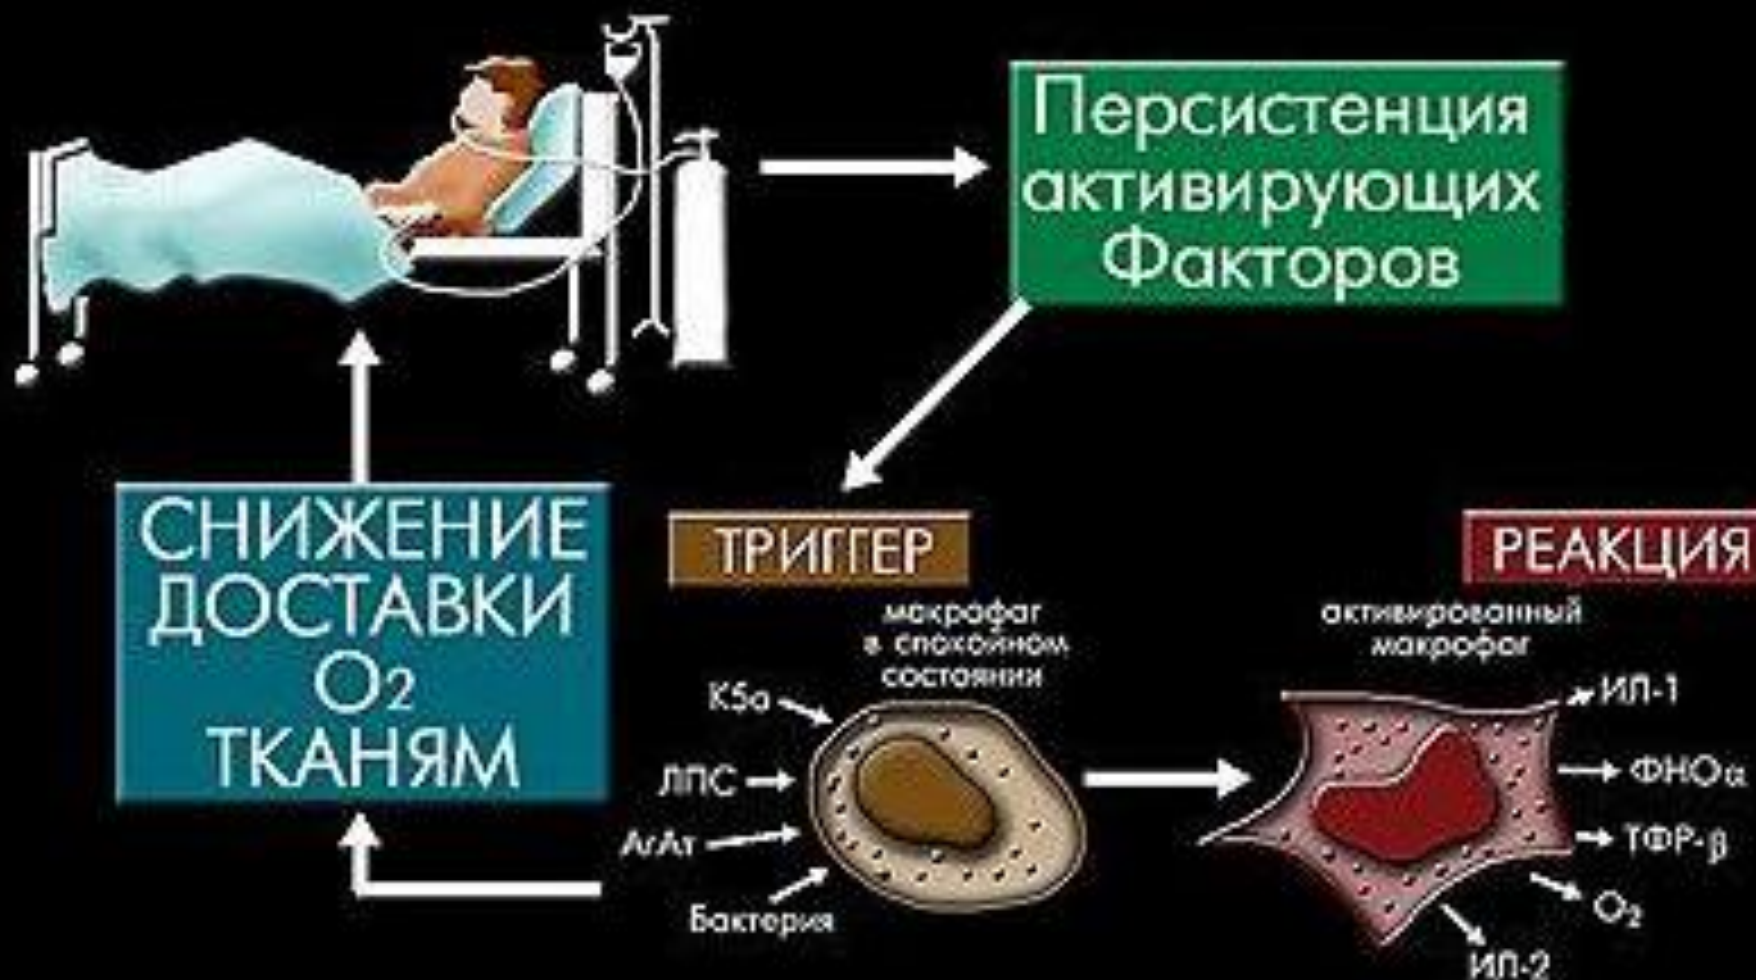 Персистенция
активирующих
Факторов
СНИЖЕНИЕ
ДОСТАВКИ
O2
ТКАНЯМ
ТРИГГЕР
макрофаг
в спокойном
состоянии
К5а
ЛПС
АгАт
Бактерия
РЕАКЦИЯ
активированный
макрофаг
ИЛ-1
ФНОα
ТФР-β
O2
ИЛ-2